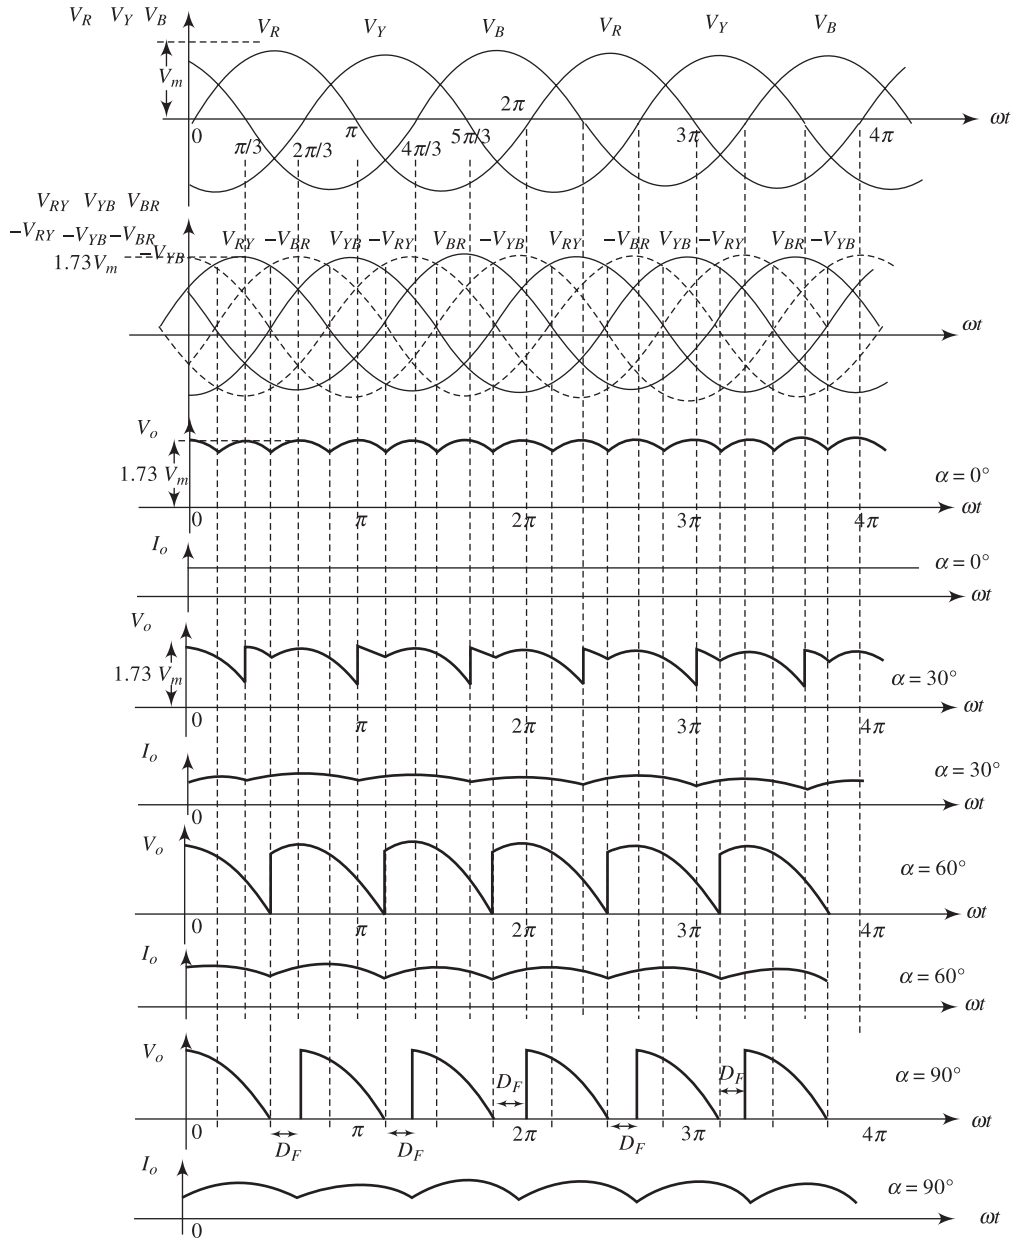 V_R V_Y V_B
V_R V_Y V_B V_R V_Y V_B
V_m
0 π/3 2π/3 π 4π/3 5π/3 2π 3π 4π ωt
V_RY V_YB V_BR
–V_RY –V_YB –V_BR
–V_YB V_RY –V_BR V_YB –V_RY V_BR –V_YB V_RY –V_BR V_YB –V_RY V_BR –V_YB
1.73V_m
ωt
V_o
1.73 V_m
α = 0°
0 π 2π 3π 4π ωt
I_o
α = 0°
ωt
V_o
1.73 V_m
α = 30°
0 π 2π 3π 4π ωt
I_o
α = 30°
0 ωt
V_o
α = 60°
0 π 2π 3π 4π ωt
I_o
α = 60°
ωt
V_o
D_F D_F
α = 90°
0 π 2π 3π 4π ωt
D_F D_F D_F
I_o
α = 90°
0 ωt